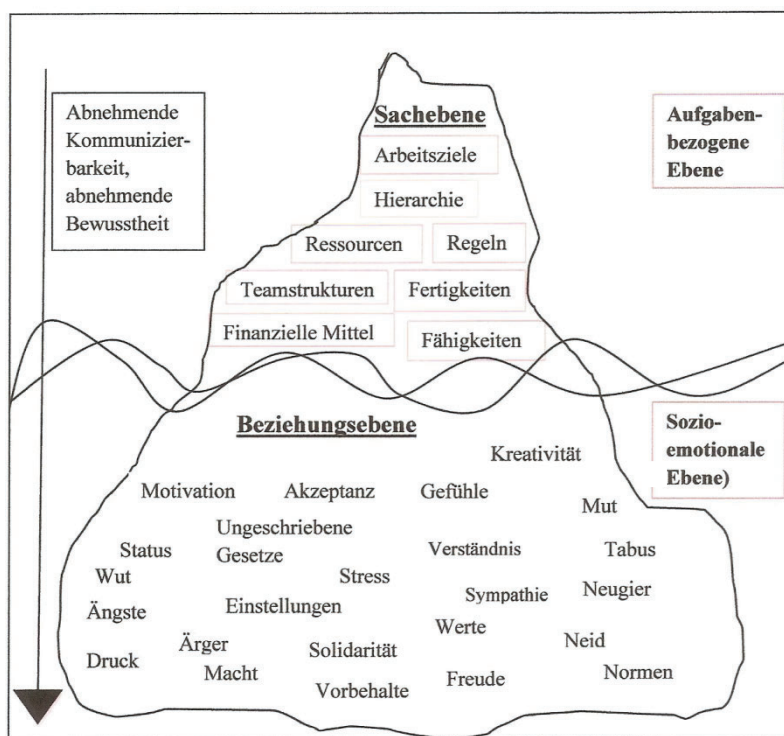 Abnehmende
Kommunizier-
barkeit,
abnehmende
Bewusstheit
Sachebene
Arbeitsziele
Hierarchie
Ressourcen
Regeln
Teamstrukturen
Fertigkeiten
Finanzielle Mittel
Fähigkeiten
Aufgaben-
bezogene
Ebene
Beziehungsebene
Sozio-
emotionale
Ebene)
Kreativität
Motivation
Akzeptanz
Gefühle
Mut
Ungeschriebene
Gesetze
Status
Verständnis
Tabus
Wut
Stress
Sympathie
Neugier
Ängste
Einstellungen
Werte
Ärger
Solidarität
Neid
Druck
Macht
Vorbehalte
Freude
Normen